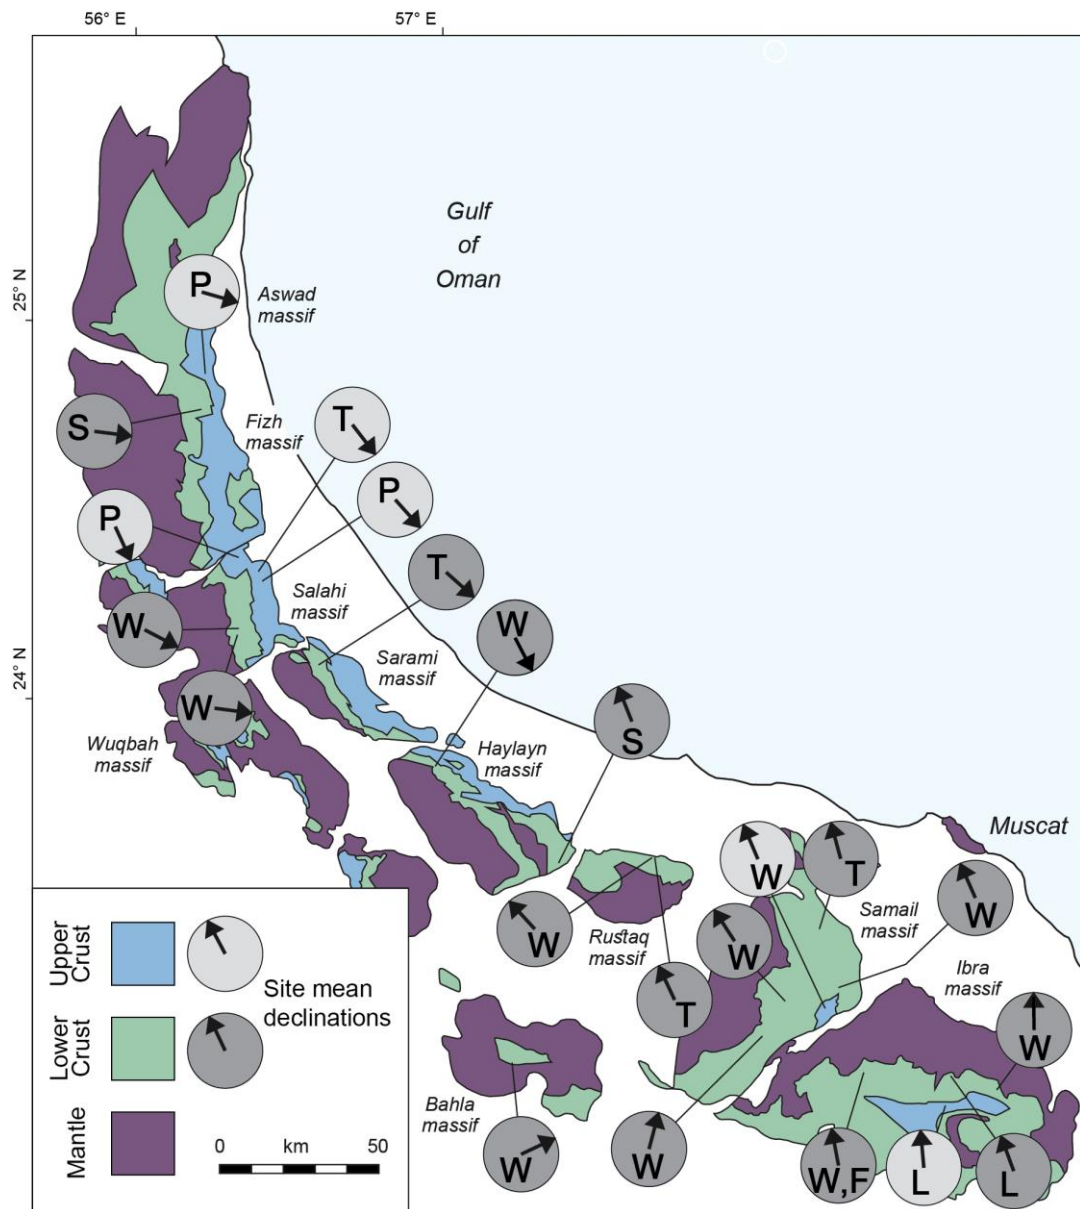 56° E
57° E
25° N
24° N
Gulf
of
Oman
P
Aswad
massif
S
Fizh
massif
T
P
P
T
Salahi
massif
W
W
Sarami
massif
W
S
Wuqbah
massif
Haylayn
massif
Muscat
W
T
W
Samail
massif
W
Rustaq
massif
W
Ibra
massif
T
W
Bahla
massif
W
W
W,F
L
L
Upper
Crust
Lower
Crust
Mantle
Site mean
declinations
0
km
50